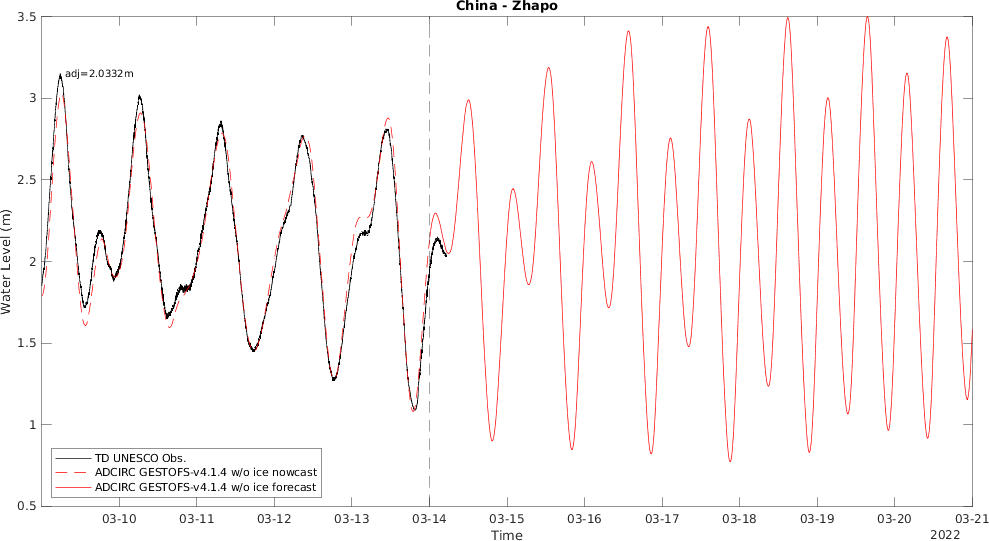 China - Zhapo
3.5
3
2.5
2
1.5
1
0.5
Water Level (m)
adj=2.0332m
TD UNESCO Obs.
ADCIRC GESTOFS-v4.1.4 w/o ice nowcast
ADCIRC GESTOFS-v4.1.4 w/o ice forecast
03-10 03-11 03-12 03-13 03-14 03-15 03-16 03-17 03-18 03-19 03-20 03-21
Time
2022